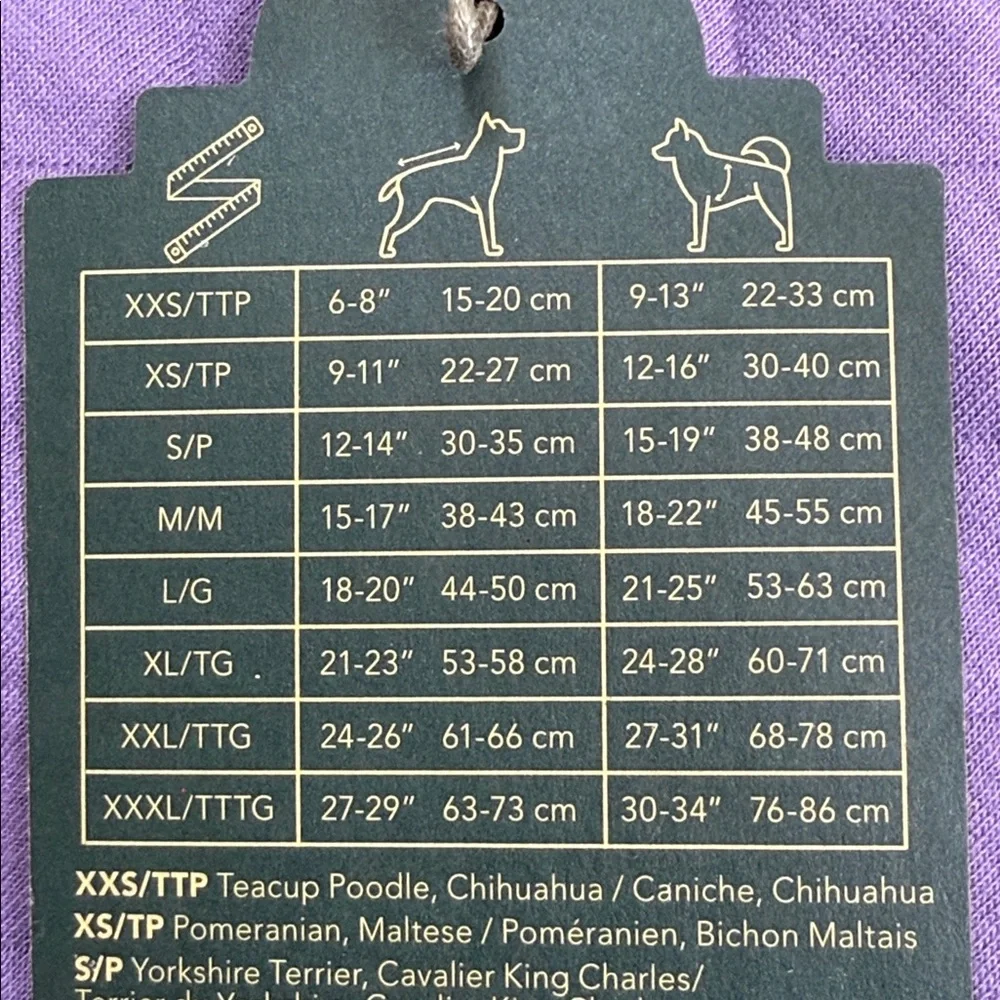 XXS/TTP 6-8" 15-20 cm 9-13" 22-33 cm
XS/TP 9-11" 22-27 cm 12-16" 30-40 cm
S/P 12-14" 30-35 cm 15-19" 38-48 cm
M/M 15-17" 38-43 cm 18-22" 45-55 cm
L/G 18-20" 44-50 cm 21-25" 53-63 cm
XL/TG 21-23" 53-58 cm 24-28" 60-71 cm
XXL/TTG 24-26" 61-66 cm 27-31" 68-78 cm
XXXL/TTTG 27-29" 63-73 cm 30-34" 76-86 cm
XXS/TTP Teacup Poodle, Chihuahua / Caniche, Chihuahua
XS/TP Pomeranian, Maltese / Poméranien, Bichon Maltais
S/P Yorkshire Terrier, Cavalier King Charles/